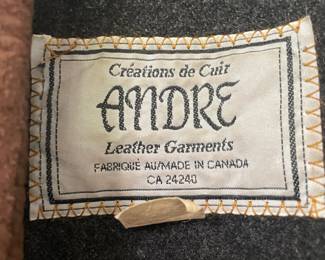 Créations de Cuir
ANDRE
Leather Garments
FABRIQUÉ AU/MADE IN CANADA
CA 24240